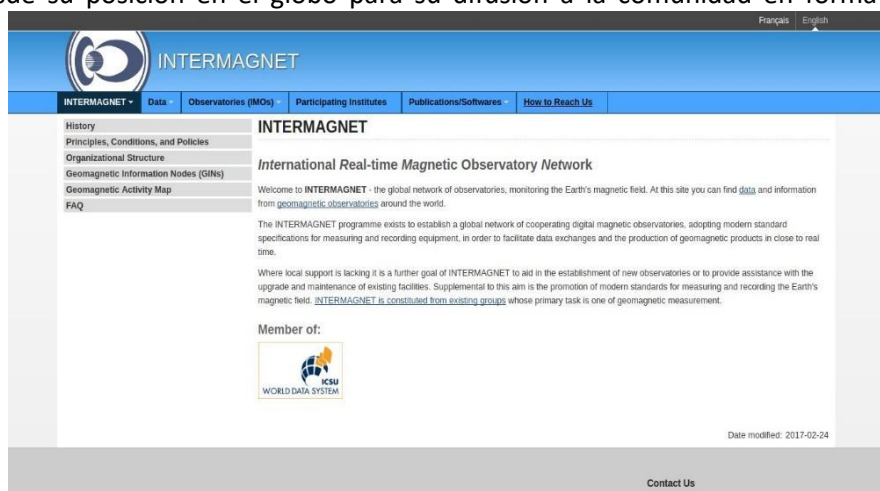 de su posición en el globo para su difusión a la comunidad en forma
Français English
INTERMAGNET
INTERMAGNET Data Observatories (IMOs) Participating Institutes Publications/Softwares How to Reach Us
History
Principles, Conditions, and Policies
Organizational Structure
Geomagnetic Information Nodes (GINs)
Geomagnetic Activity Map
FAQ
INTERMAGNET
International Real-time Magnetic Observatory Network
Welcome to INTERMAGNET - the global network of observatories, monitoring the Earth's magnetic field. At this site you can find data and information
from geomagnetic observatories around the world.
The INTERMAGNET programme exists to establish a global network of cooperating digital magnetic observatories, adopting modern standard
specifications for measuring and recording equipment, in order to facilitate data exchanges and the production of geomagnetic products in close to real
time.
Where local support is lacking it is a further goal of INTERMAGNET to aid in the establishment of new observatories or to provide assistance with the
upgrade and maintenance of existing facilities. Supplemental to this aim is the promotion of modern standards for measuring and recording the Earth's
magnetic field. INTERMAGNET is constituted from existing groups whose primary task is one of geomagnetic measurement.
Member of:
ICSU
WORLD DATA SYSTEM
Date modified: 2017-02-24
Contact Us